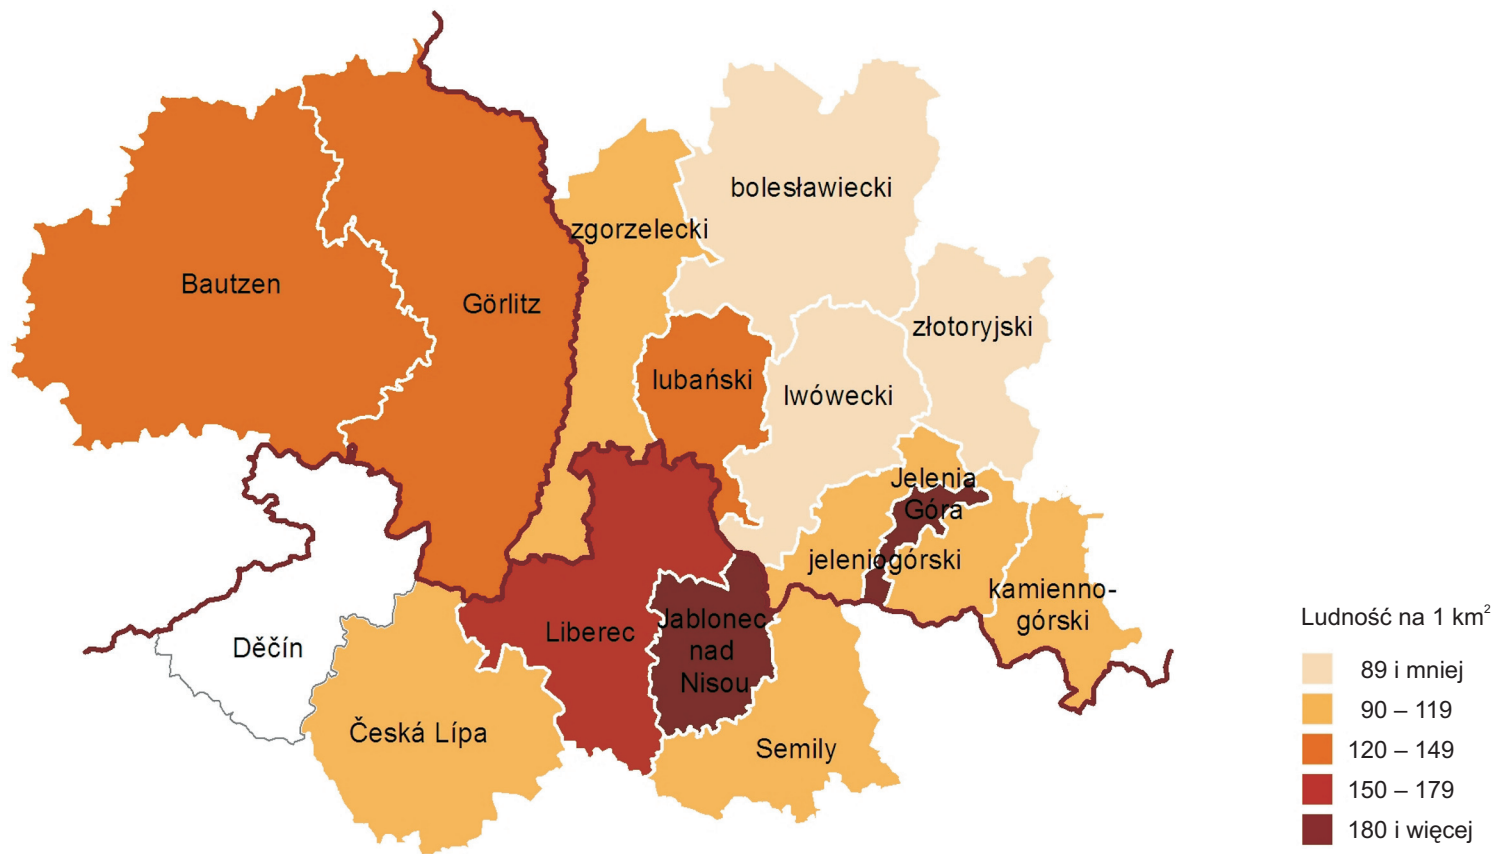 bolesławiecki
zgorzelecki
Bautzen
Görlitz
złotoryjski
lubański
lwówecki
Jelenia
Góra
jeleniogórski
kamienno-
górski
Liberec
Jablonec
nad
Nisou
Děčín
Česká Lípa
Semily
Ludność na 1 km²
89 i mniej
90 – 119
120 – 149
150 – 179
180 i więcej